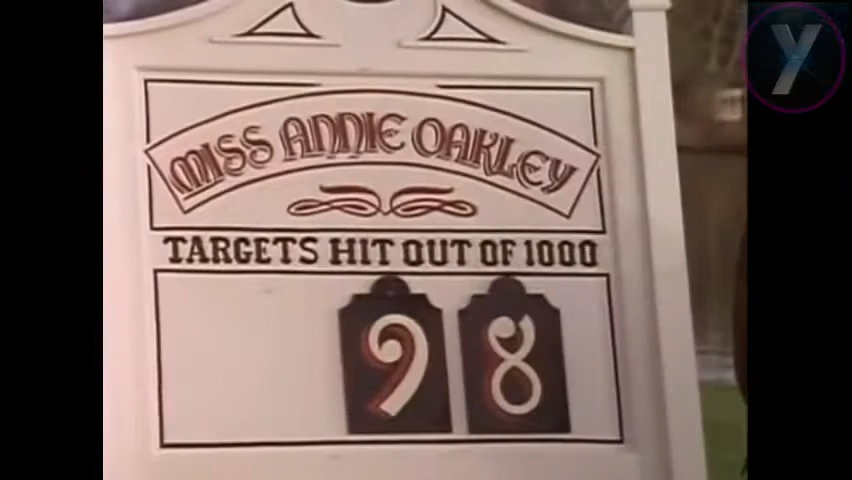 Y
MISS ANNIE OAKLEY
TARGETS HIT OUT OF 1000
98